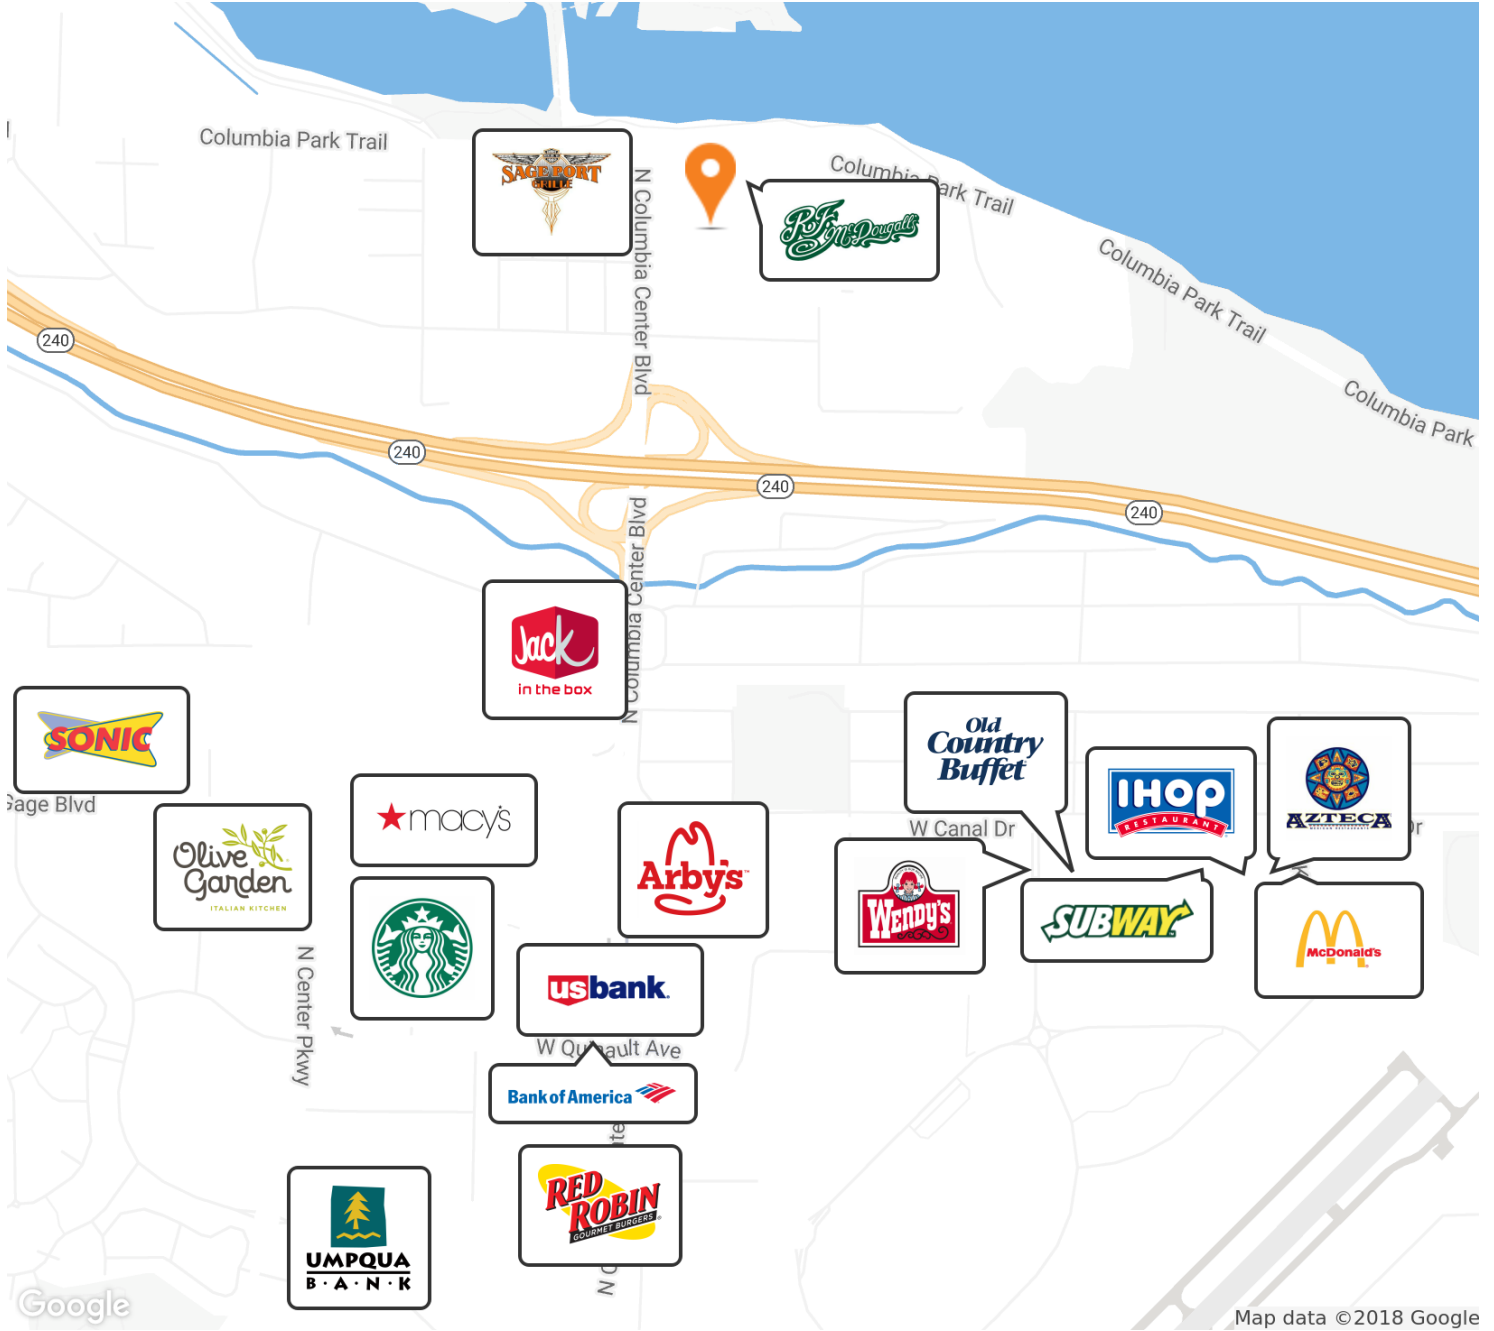 Columbia Park Trail
SAGE PORT
GRILLE
N Columbia Center Blvd
Columbia Park Trail
R.F.
McDougall's
Columbia Park Trail
Columbia Park
240
240
240
240
N Columbia Center Blvd
Jack
in the box
SONIC
Gage Blvd
Olive
Garden
ITALIAN KITCHEN
macy's
Arby's
Old
Country
Buffet
W Canal Dr
IHOP
RESTAURANT
AZTECA
Dr
WENDY'S
SUBWAY
McDonald's
N Center Pkwy
usbank
W Quinault Ave
Bank of America
RED
ROBIN
GOURMET BURGERS
UMPQUA
B·A·N·K
Google
Map data ©2018 Google